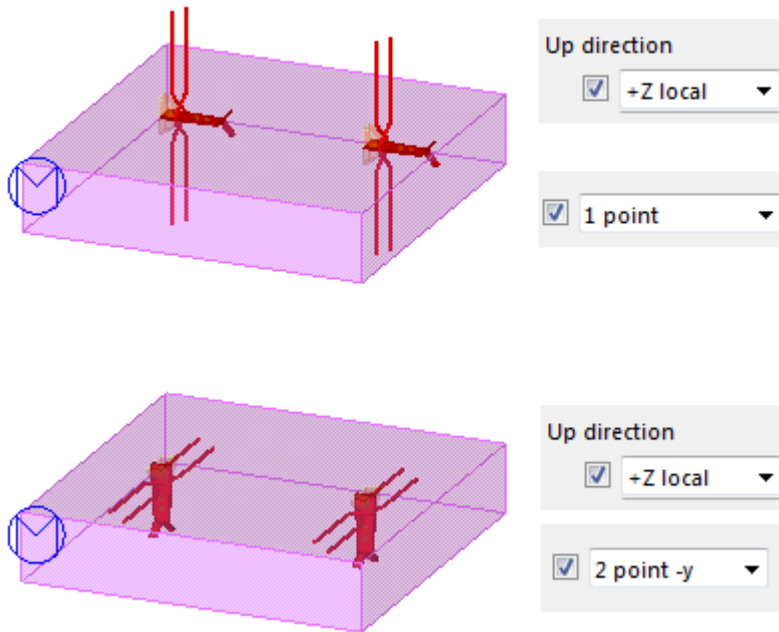 Up direction
+Z local
1 point
Up direction
+Z local
2 point -y